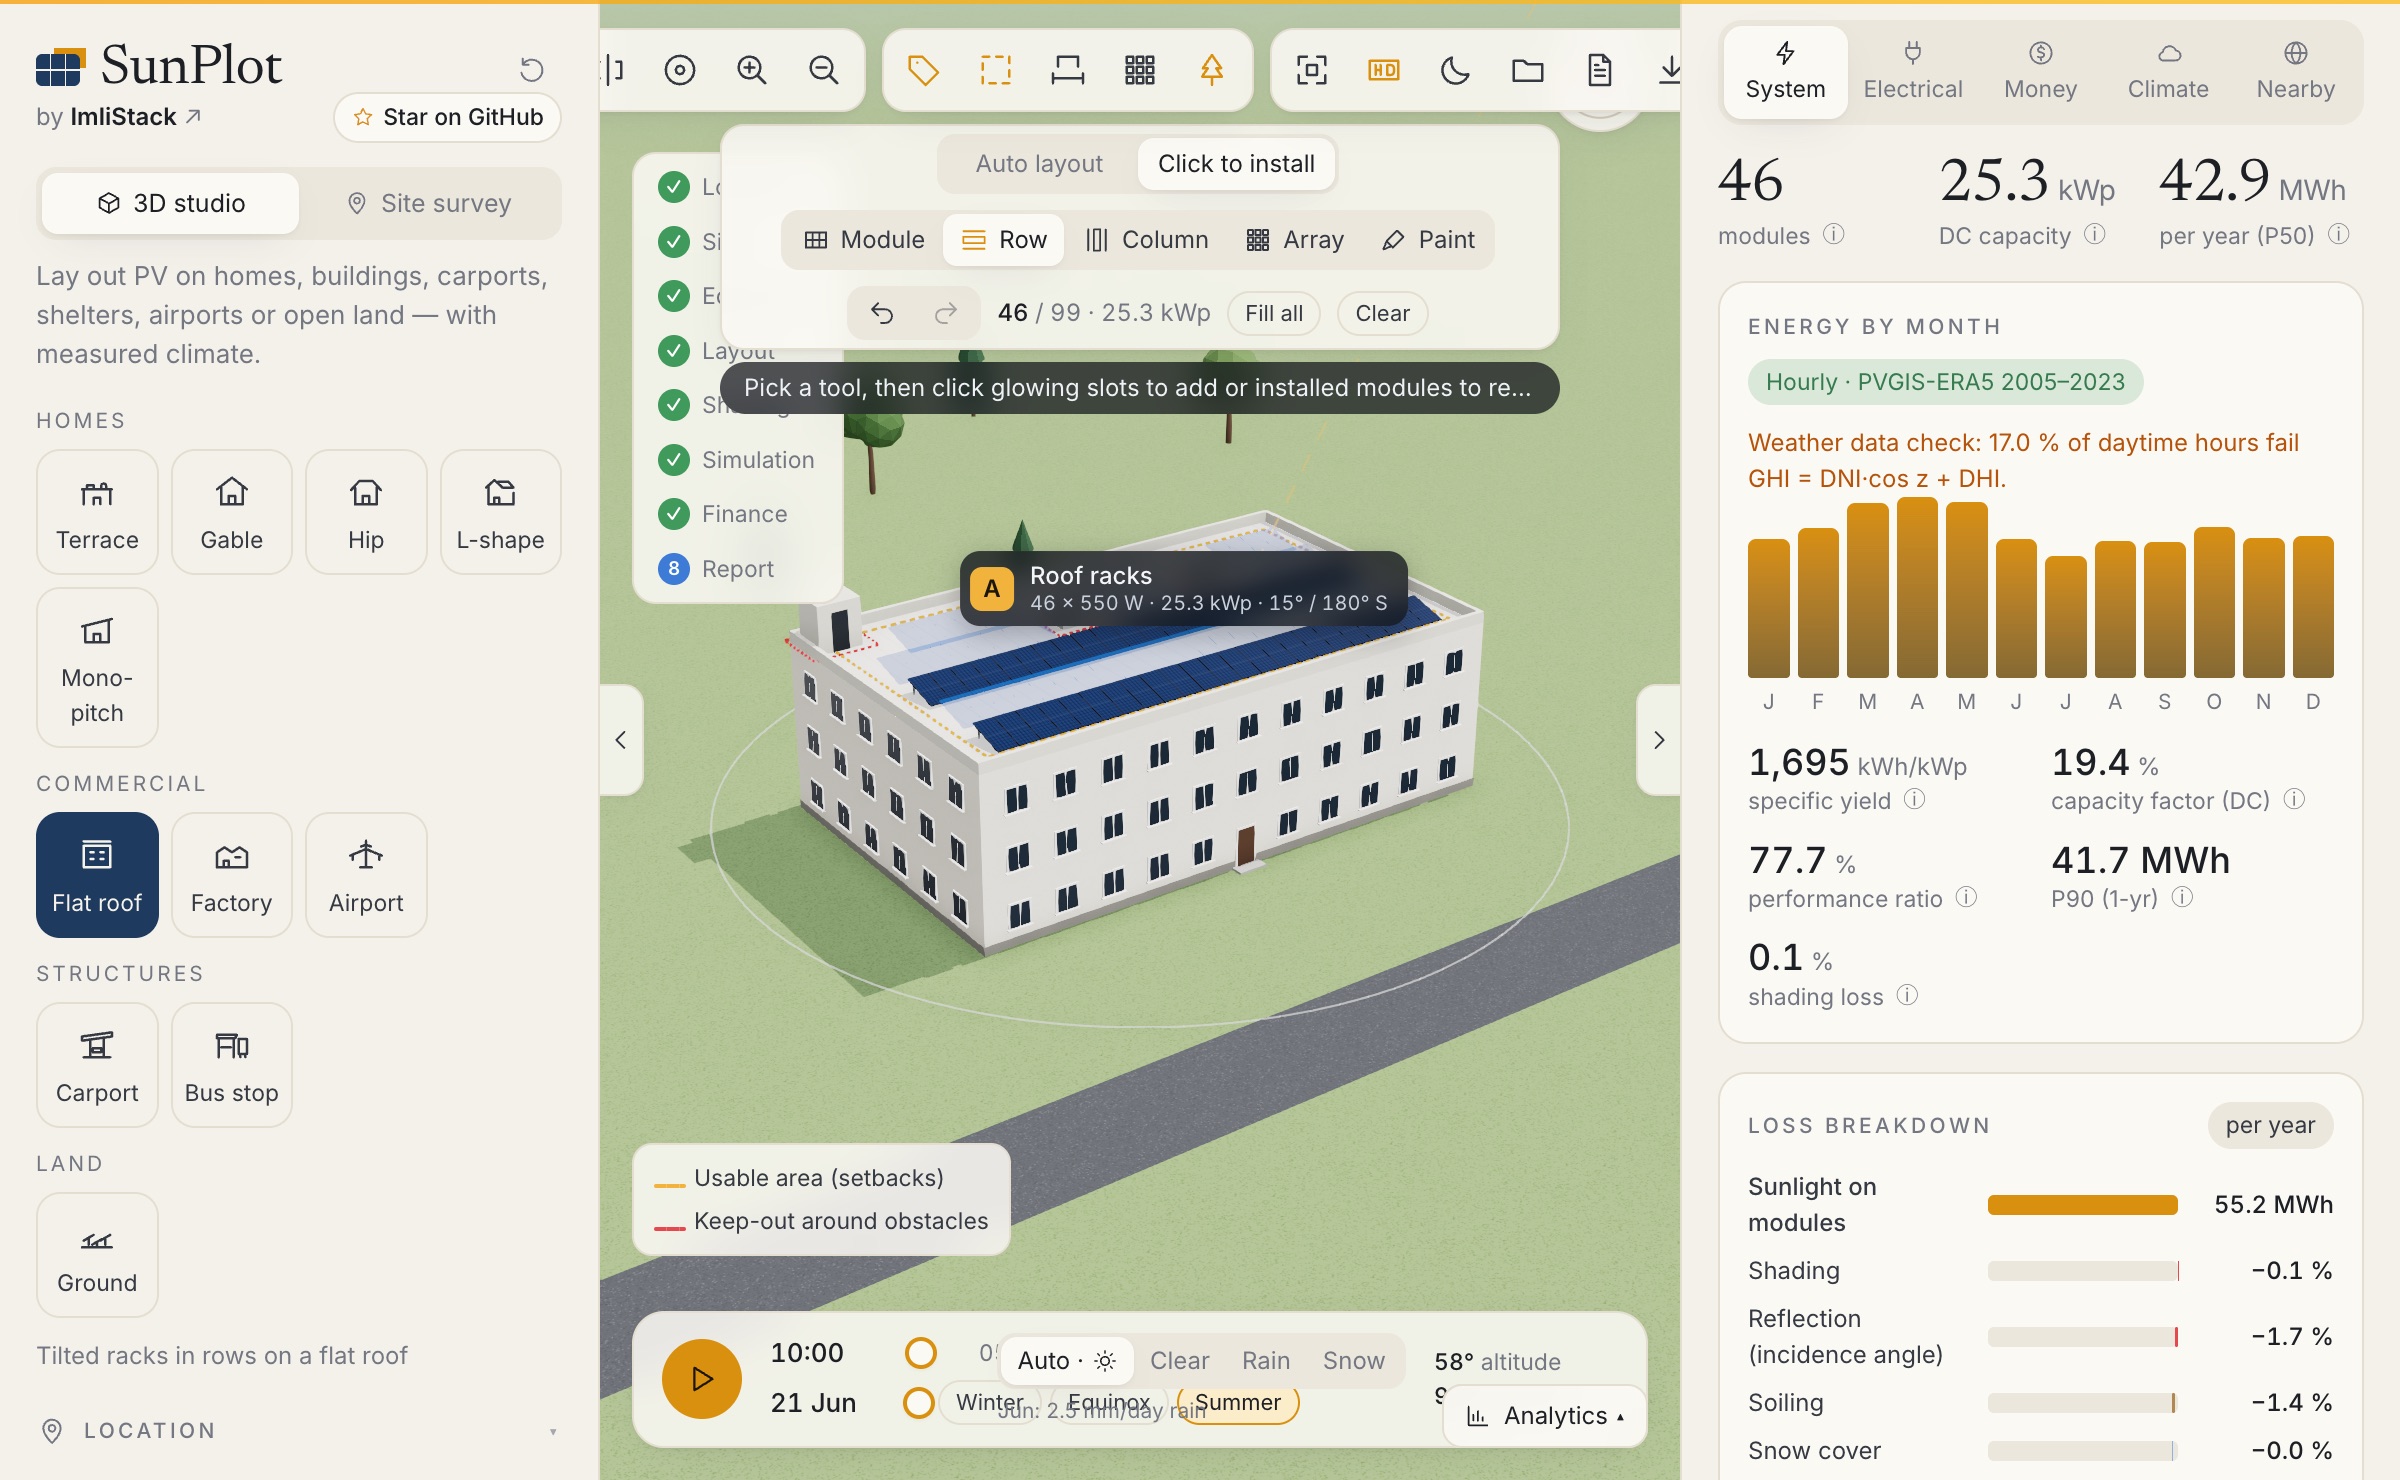 SunPlot
by ImliStack ↗
Star on GitHub
3D studio
Site survey
Lay out PV on homes, buildings, carports,
shelters, airports or open land — with
measured climate.
HOMES
Terrace
Gable
Hip
L-shape
Mono-
pitch
COMMERCIAL
Flat roof
Factory
Airport
STRUCTURES
Carport
Bus stop
LAND
Ground
Tilted racks in rows on a flat roof
LOCATION
HD
Auto layout
Click to install
Module
Row
Column
Array
Paint
46 / 99 · 25.3 kWp
Fill all
Clear
Pick a tool, then click glowing slots to add or installed modules to re…
Layout
Simulation
Finance
8
Report
A
Roof racks
46 × 550 W · 25.3 kWp · 15° / 180° S
Usable area (setbacks)
Keep-out around obstacles
10:00
21 Jun
Auto ·
Clear
Rain
Snow
Winter
Equinox
Summer
Jun: 2.5 mm/day rain
58° altitude
Analytics ▴
System
Electrical
Money
Climate
Nearby
46
modules
25.3 kWp
DC capacity
42.9 MWh
per year (P50)
ENERGY BY MONTH
Hourly · PVGIS-ERA5 2005–2023
Weather data check: 17.0 % of daytime hours fail
GHI = DNI·cos z + DHI.
J F M A M J J A S O N D
1,695 kWh/kWp
specific yield
19.4 %
capacity factor (DC)
77.7 %
performance ratio
41.7 MWh
P90 (1-yr)
0.1 %
shading loss
LOSS BREAKDOWN
per year
Sunlight on
modules
55.2 MWh
Shading
−0.1 %
Reflection
(incidence angle)
−1.7 %
Soiling
−1.4 %
Snow cover
−0.0 %